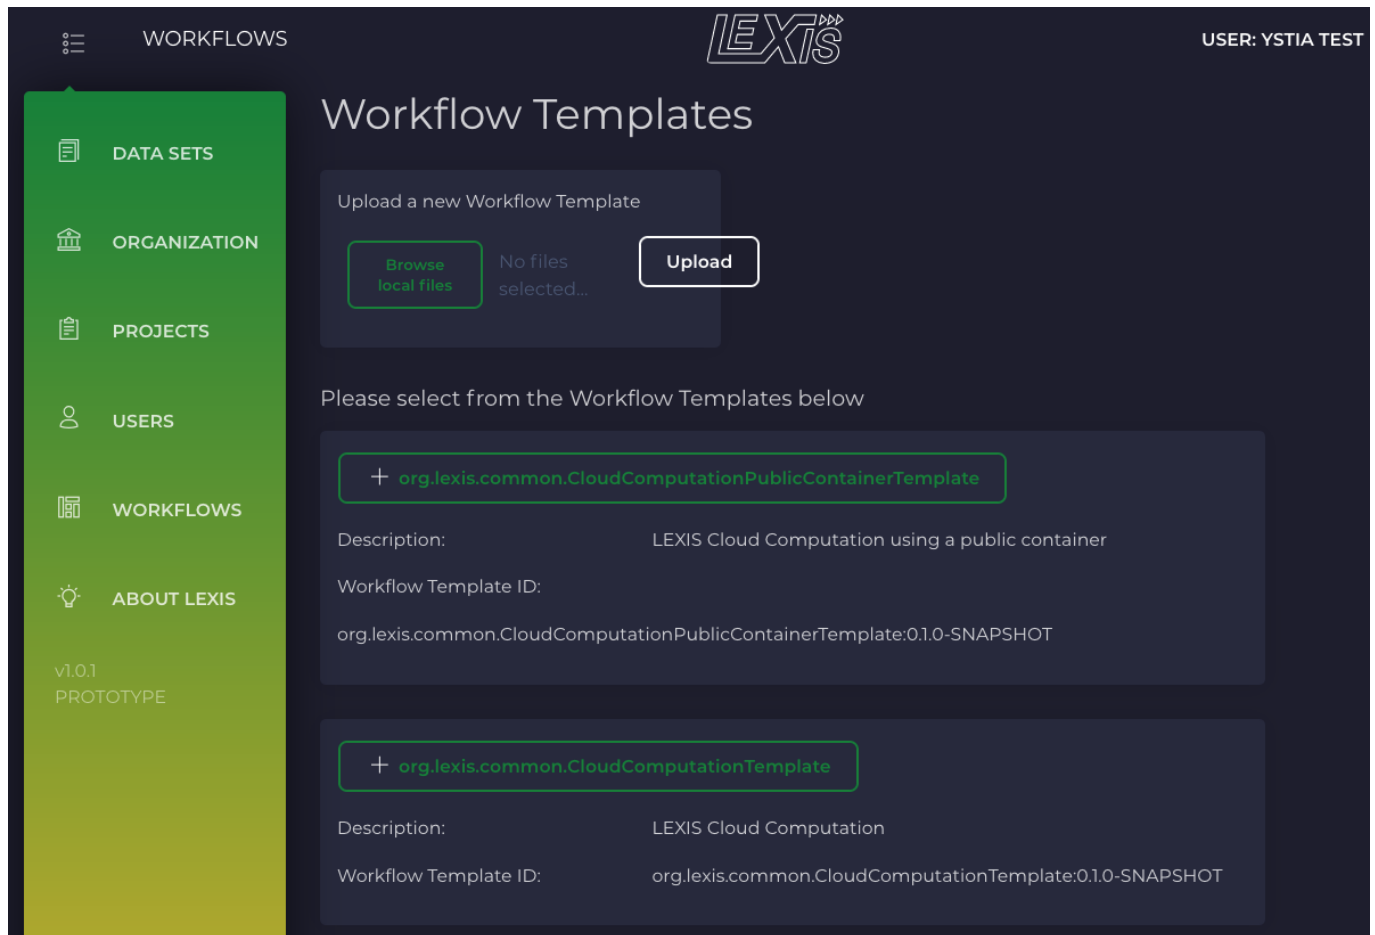 WORKFLOWS
LEXIS
USER: YSTIA TEST
DATA SETS
ORGANIZATION
PROJECTS
USERS
WORKFLOWS
ABOUT LEXIS
v1.0.1
PROTOTYPE
Workflow Templates
Upload a new Workflow Template
Browse
local files
No files
selected...
Upload
Please select from the Workflow Templates below
+ org.lexis.common.CloudComputationPublicContainerTemplate
Description: LEXIS Cloud Computation using a public container
Workflow Template ID:
org.lexis.common.CloudComputationPublicContainerTemplate:0.1.0-SNAPSHOT
+ org.lexis.common.CloudComputationTemplate
Description: LEXIS Cloud Computation
Workflow Template ID: org.lexis.common.CloudComputationTemplate:0.1.0-SNAPSHOT